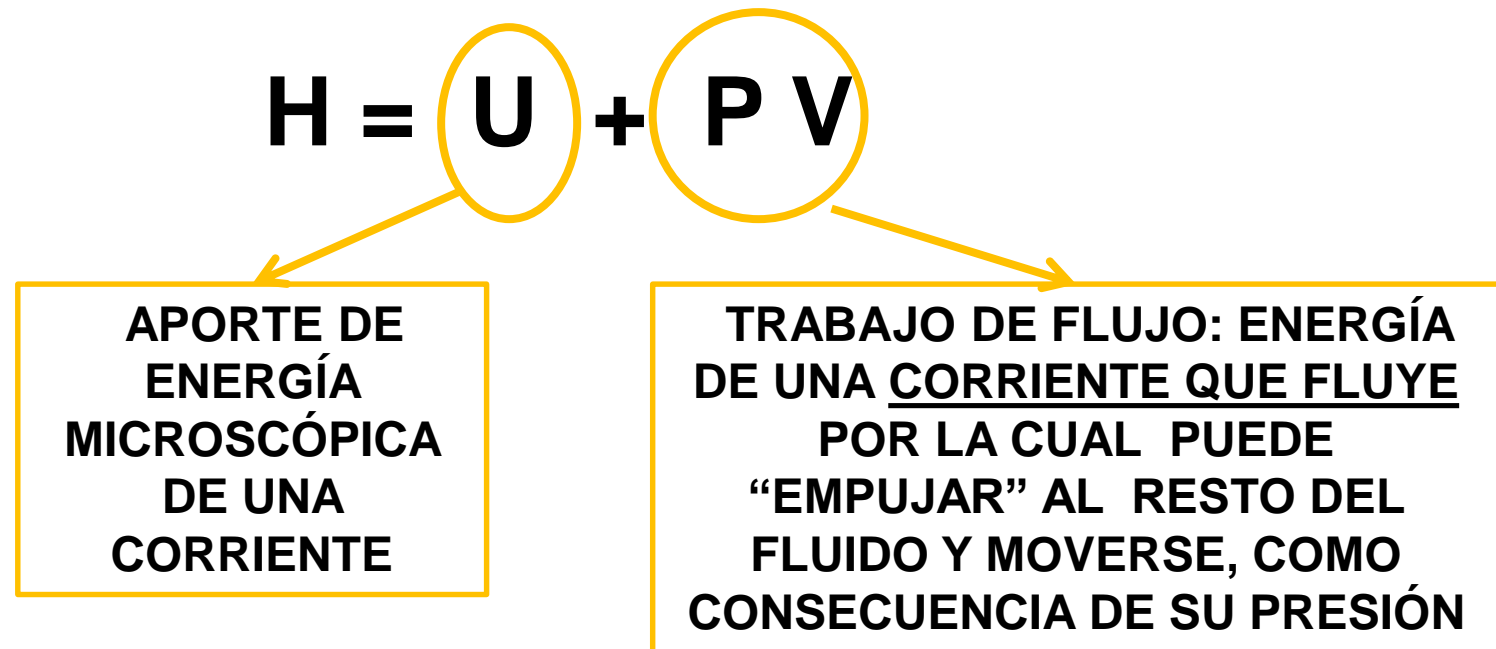 H = U + P V
APORTE DE
ENERGÍA
MICROSCÓPICA
DE UNA
CORRIENTE
TRABAJO DE FLUJO: ENERGÍA
DE UNA CORRIENTE QUE FLUYE
POR LA CUAL PUEDE
“EMPUJAR” AL RESTO DEL
FLUIDO Y MOVERSE, COMO
CONSECUENCIA DE SU PRESIÓN